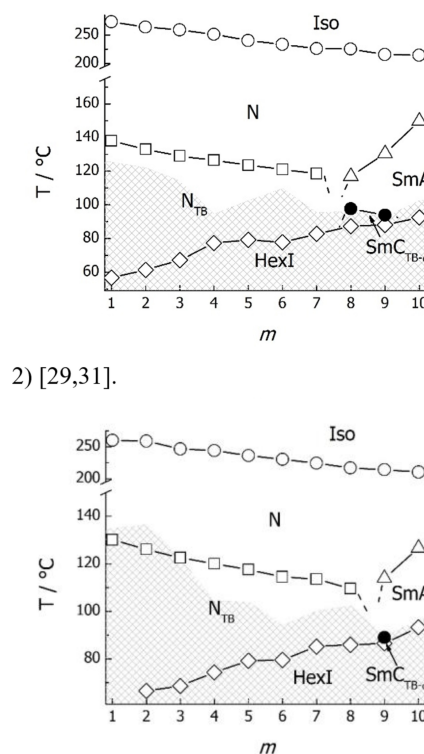 Iso
250
200
160
N
140
T / °C
120
SmA
100
N_TB
80
SmC_TB-
HexI
60
1 2 3 4 5 6 7 8 9 10
m
2) [29,31].
Iso
250
200
140
N
T / °C
120
SmA
100
N_TB
80
HexI
SmC_TB-
1 2 3 4 5 6 7 8 9 10
m